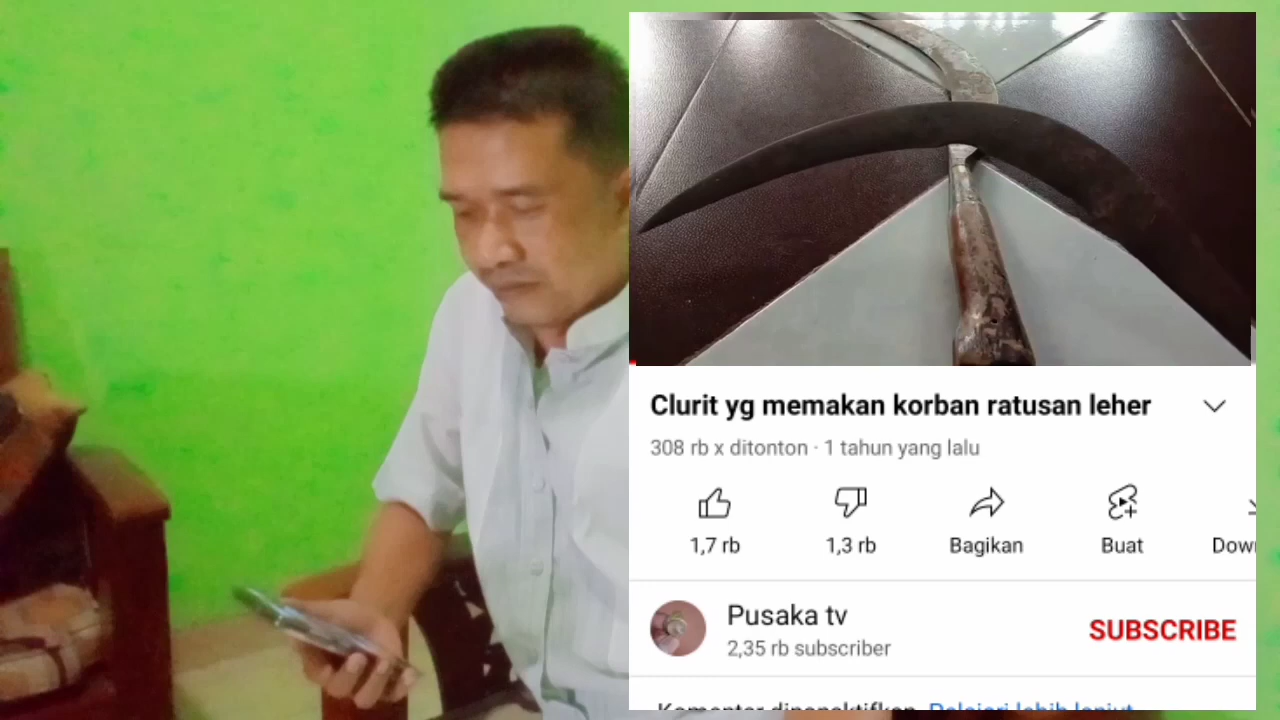 Clurit yg memakan korban ratusan leher
308 rb x ditonton · 1 tahun yang lalu
1,7 rb
1,3 rb
Bagikan
Buat
Pusaka tv
SUBSCRIBE
2,35 rb subscriber